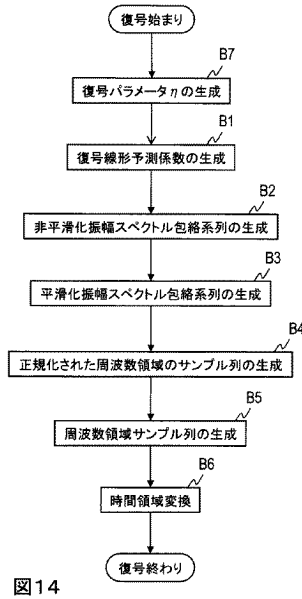 復号始まり
B7
復号パラメータηの生成
B1
復号線形予測係数の生成
B2
非平滑化振幅スペクトル包絡系列の生成
B3
平滑化振幅スペクトル包絡系列の生成
B4
正規化された周波数領域のサンプル列の生成
B5
周波数領域サンプル列の生成
B6
時間領域変換
復号終わり
図14